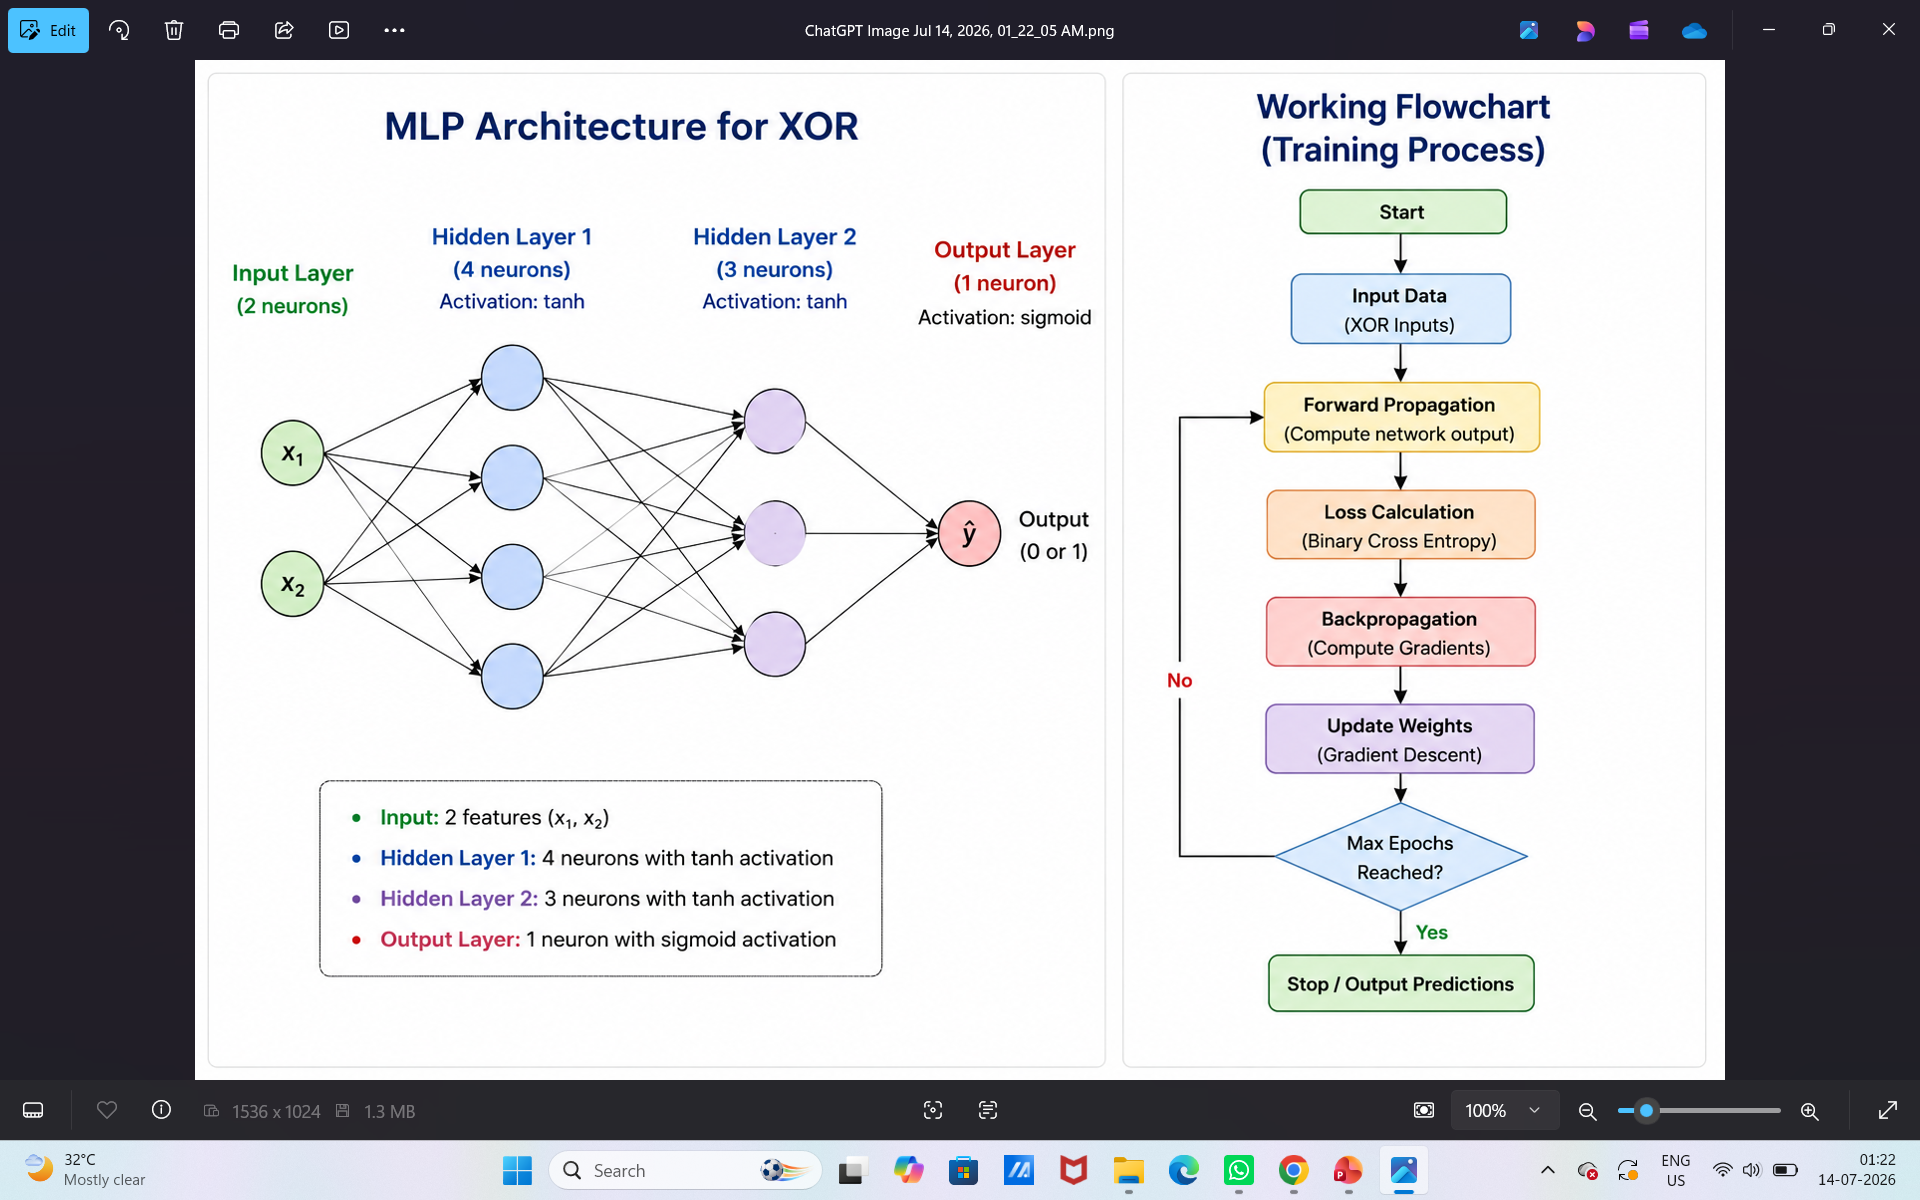 Edit
ChatGPT Image Jul 14, 2026, 01_22_05 AM.png
MLP Architecture for XOR
Input Layer
(2 neurons)
Hidden Layer 1
(4 neurons)
Activation: tanh
Hidden Layer 2
(3 neurons)
Activation: tanh
Output Layer
(1 neuron)
Activation: sigmoid
x₁
x₂
ŷ
Output
(0 or 1)
• Input: 2 features (x₁, x₂)
• Hidden Layer 1: 4 neurons with tanh activation
• Hidden Layer 2: 3 neurons with tanh activation
• Output Layer: 1 neuron with sigmoid activation
Working Flowchart
(Training Process)
Start
Input Data
(XOR Inputs)
Forward Propagation
(Compute network output)
Loss Calculation
(Binary Cross Entropy)
Backpropagation
(Compute Gradients)
No
Update Weights
(Gradient Descent)
Max Epochs
Reached?
Yes
Stop / Output Predictions
1536 x 1024
1.3 MB
100%
32°C
Mostly clear
Search
P
ENG
US
01:22
14-07-2026